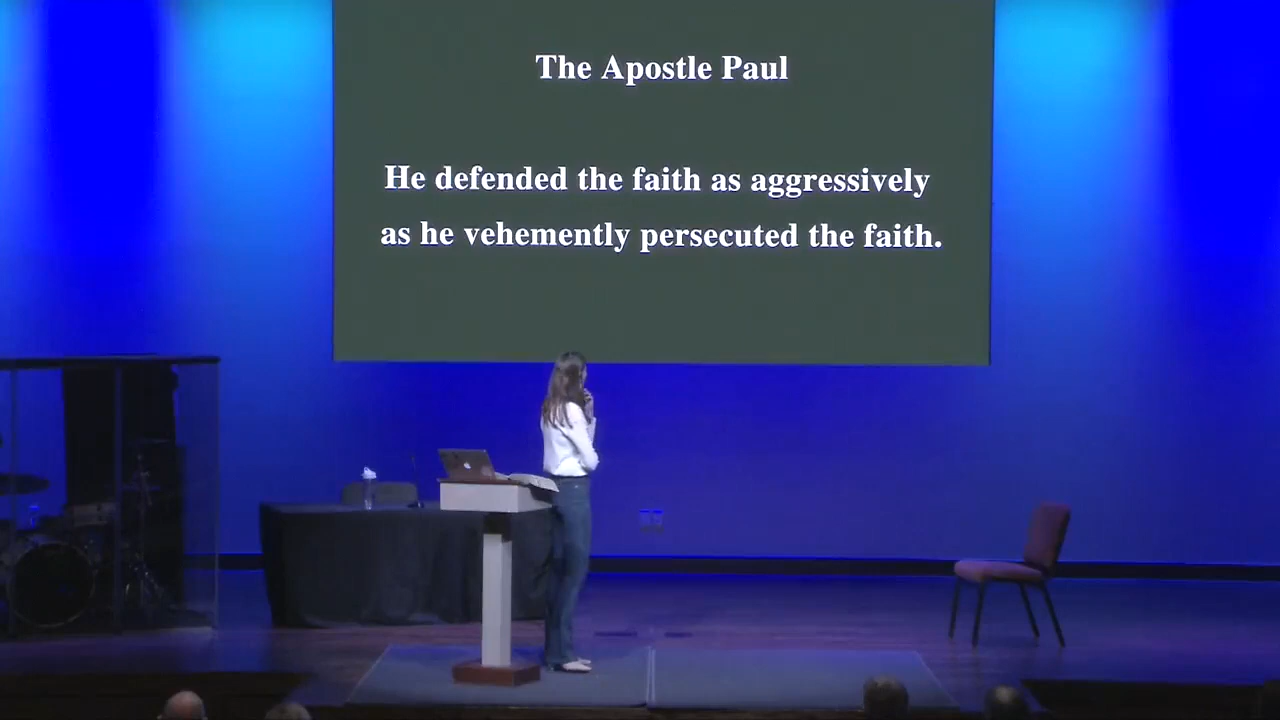 The Apostle Paul
He defended the faith as aggressively
as he vehemently persecuted the faith.